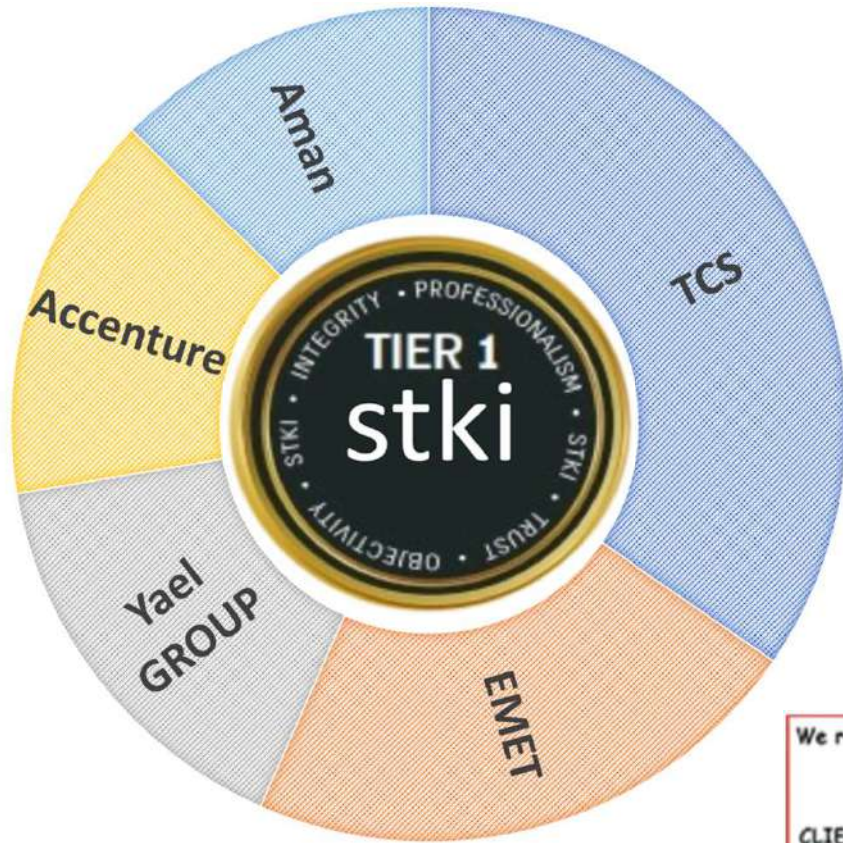 Aman
TCS
Accenture
Yael
GROUP
EMET
TIER 1
stki
STKI • INTEGRITY • PROFESSIONALISM • STKI • TRUST • OBJECTIVITY •
We
CLIE